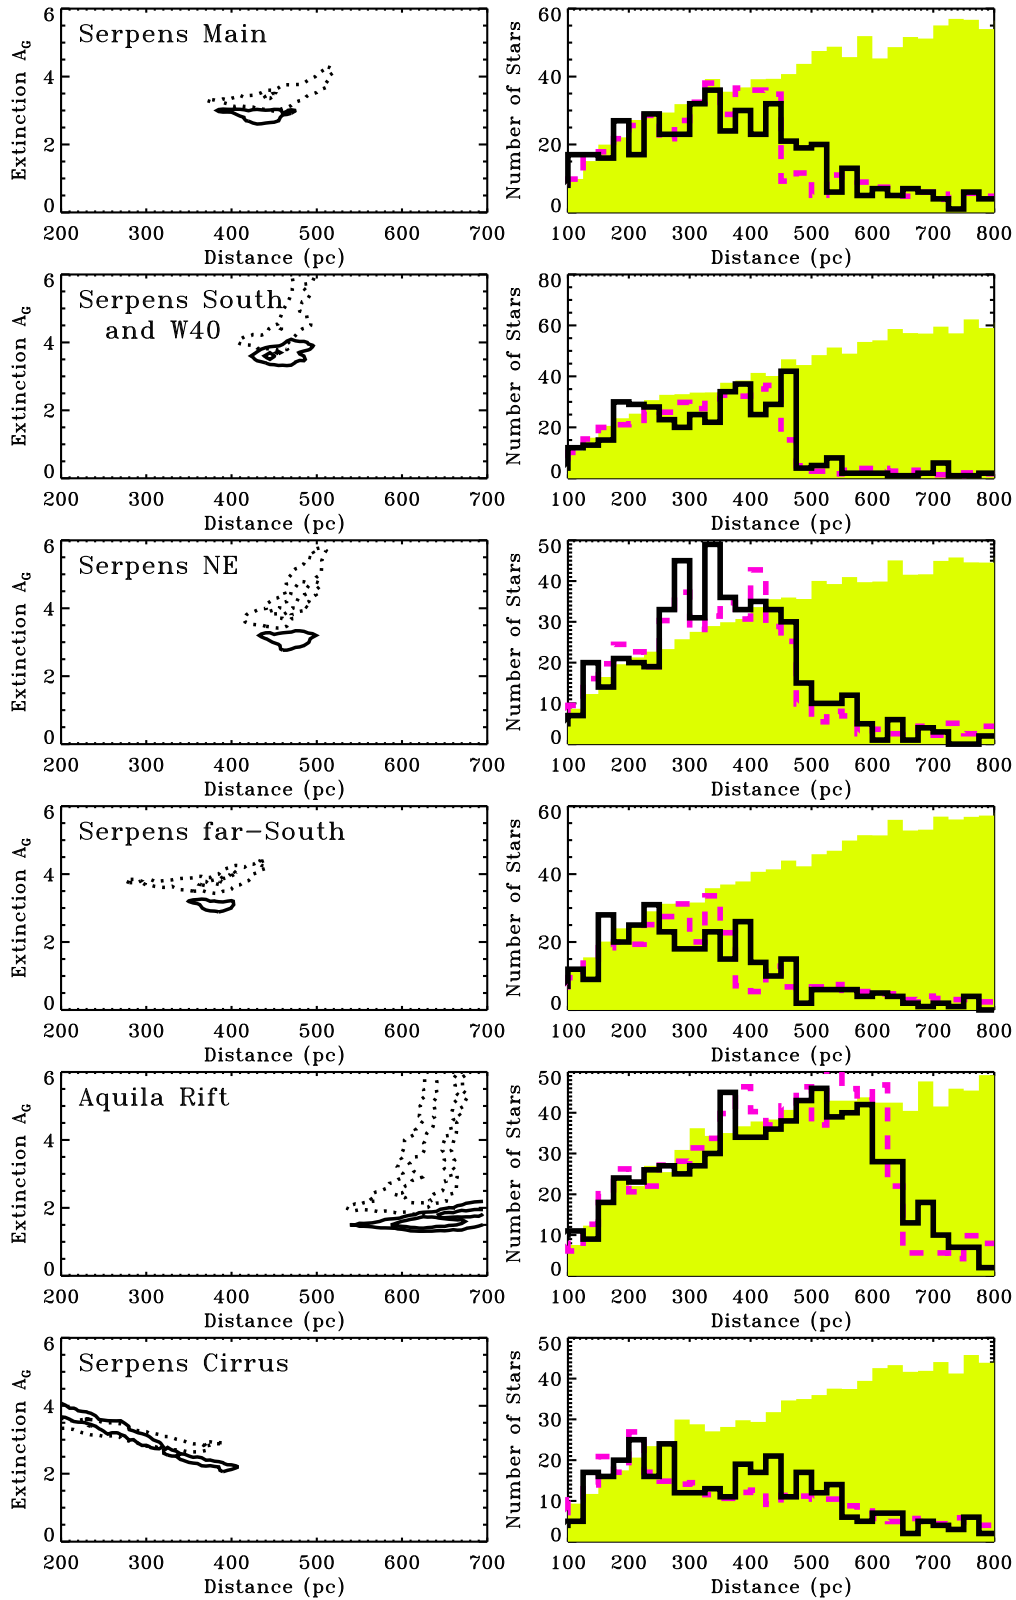 Serpens Main
Extinction A_G
6
4
2
0
200 300 400 500 600 700
Distance (pc)
Number of Stars
60
40
20
0
100 200 300 400 500 600 700 800
Distance (pc)
Serpens South
and W40
Extinction A_G
6
4
2
0
200 300 400 500 600 700
Distance (pc)
Number of Stars
80
60
40
20
0
100 200 300 400 500 600 700 800
Distance (pc)
Serpens NE
Extinction A_G
6
4
2
0
200 300 400 500 600 700
Distance (pc)
Number of Stars
50
40
30
20
10
0
100 200 300 400 500 600 700 800
Distance (pc)
Serpens far-South
Extinction A_G
6
4
2
0
200 300 400 500 600 700
Distance (pc)
Number of Stars
60
40
20
0
100 200 300 400 500 600 700 800
Distance (pc)
Aquila Rift
Extinction A_G
6
4
2
0
200 300 400 500 600 700
Distance (pc)
Number of Stars
50
40
30
20
10
0
100 200 300 400 500 600 700 800
Distance (pc)
Serpens Cirrus
Extinction A_G
6
4
2
0
200 300 400 500 600 700
Distance (pc)
Number of Stars
50
40
30
20
10
0
100 200 300 400 500 600 700 800
Distance (pc)